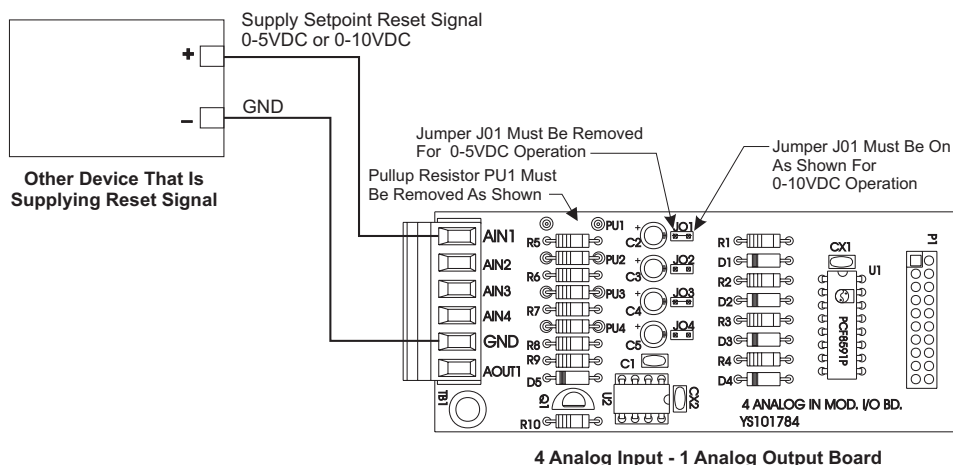 Supply Setpoint Reset Signal
0-5VDC or 0-10VDC
+
GND
–
Other Device That Is
Supplying Reset Signal
Jumper J01 Must Be Removed
For 0-5VDC Operation
Jumper J01 Must Be On
As Shown For
0-10VDC Operation
Pullup Resistor PU1 Must
Be Removed As Shown
AIN1
AIN2
AIN3
AIN4
GND
AOUT1
TB1
PU1
R5
PU2
R6
PU3
R7
PU4
R8
R9
D5
Q1
R10
+
C2
JO1
+
C3
JO2
+
C4
JO3
+
C5
JO4
C1
U2
CX2
R1
D1
R2
D2
R3
D3
R4
D4
CX1
U1
PCF8591P
P1
4 ANALOG IN MOD. I/O BD.
YS101784
4 Analog Input - 1 Analog Output Board